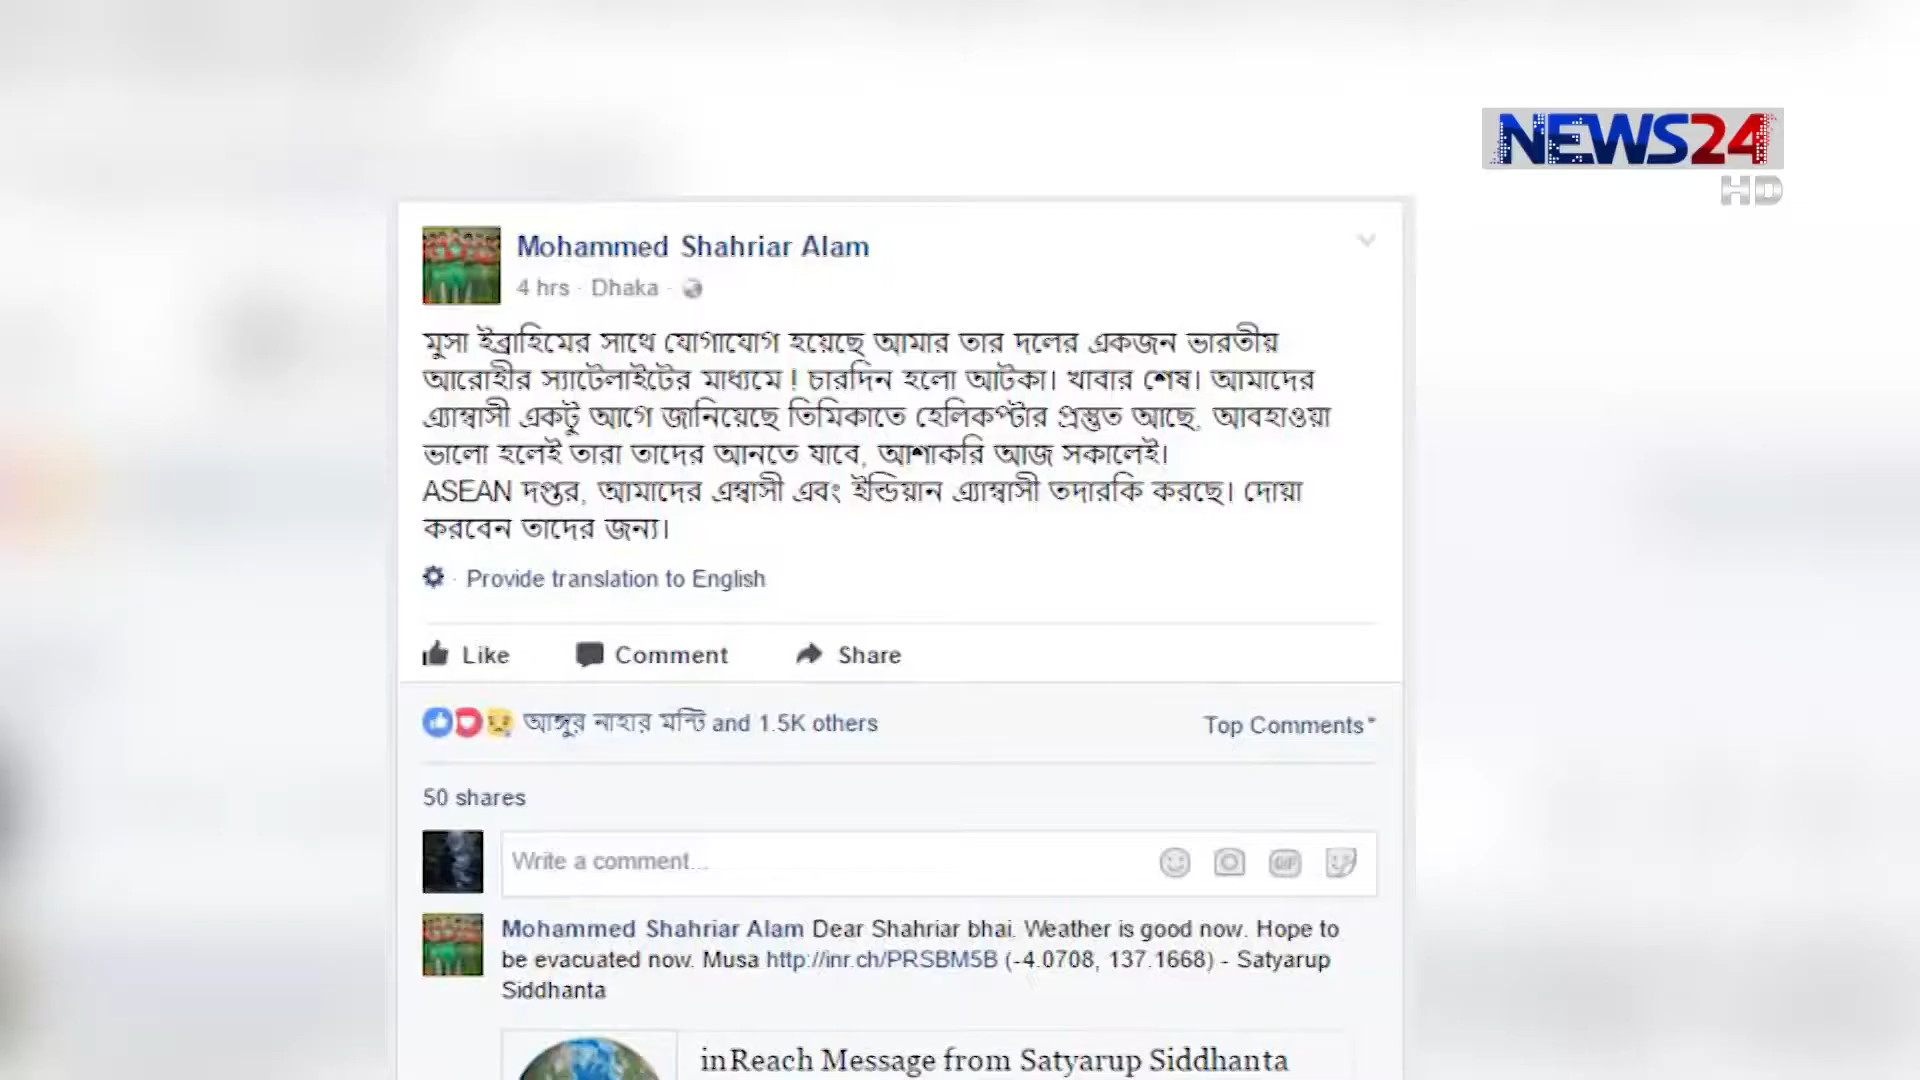 NEWS24
HD
Mohammed Shahriar Alam
4 hrs · Dhaka ·
মুসা ইব্রাহিমের সাথে যোগাযোগ হয়েছে আমার তার দলের একজন ভারতীয়
আরোহীর স্যাটেলাইটের মাধ্যমে ! চারদিন হলো আটকা। খাবার শেষ। আমাদের
এ্যাম্বাসী একটু আগে জানিয়েছে তিমিকাতে হেলিকপ্টার প্রস্তুত আছে, আবহাওয়া
ভালো হলেই তারা তাদের আনতে যাবে, আশাকরি আজ সকালেই।
ASEAN দপ্তর, আমাদের এম্বাসী এবং ইন্ডিয়ান এ্যাম্বাসী তদারকি করছে। দোয়া
করবেন তাদের জন্য।
· Provide translation to English
Like Comment Share
আঙ্গুর নাহার মন্টি and 1.5K others
Top Comments
50 shares
Write a comment...
GIF
Mohammed Shahriar Alam Dear Shahriar bhai. Weather is good now. Hope to
be evacuated now. Musa http://inr.ch/PRSBM5B (-4.0708, 137.1668) - Satyarup
Siddhanta
inReach Message from Satyarup Siddhanta